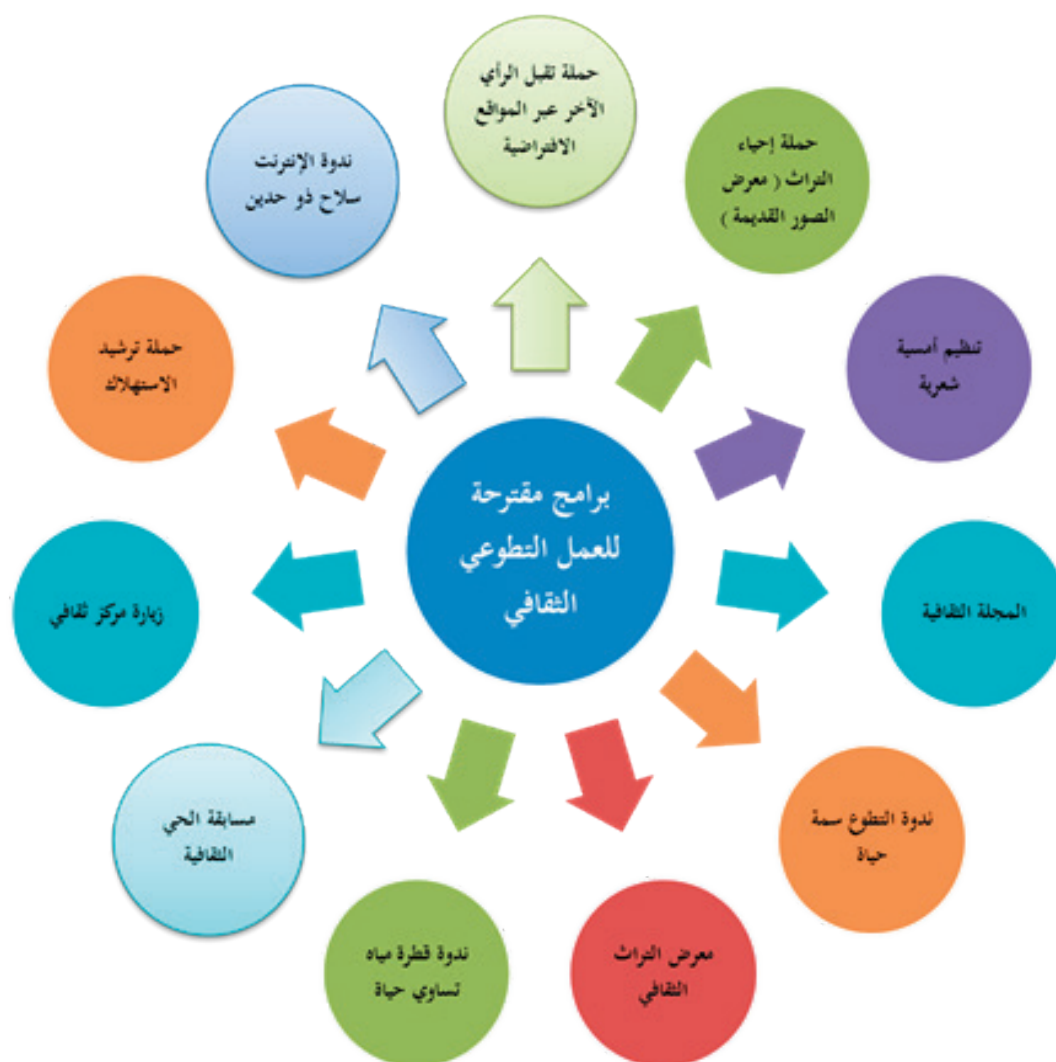 برامج مقترحة
للعمل التطوعي
الثقافي
حملة تقبل الرأي
الآخر عبر المواقع
الافتراضية
حملة إحياء
التراث ( معرض
الصور القديمة )
تنظيم أمسية
شعرية
المجلة الثقافية
ندوة التطوع سمة
حياة
معرض التراث
الثقافي
ندوة قطرة مياه
تساوي حياة
مسابقة الحي
الثقافية
زيارة مركز ثقافي
حملة ترشيد
الاستهلاك
ندوة الإنترنت
سلاح ذو حدين